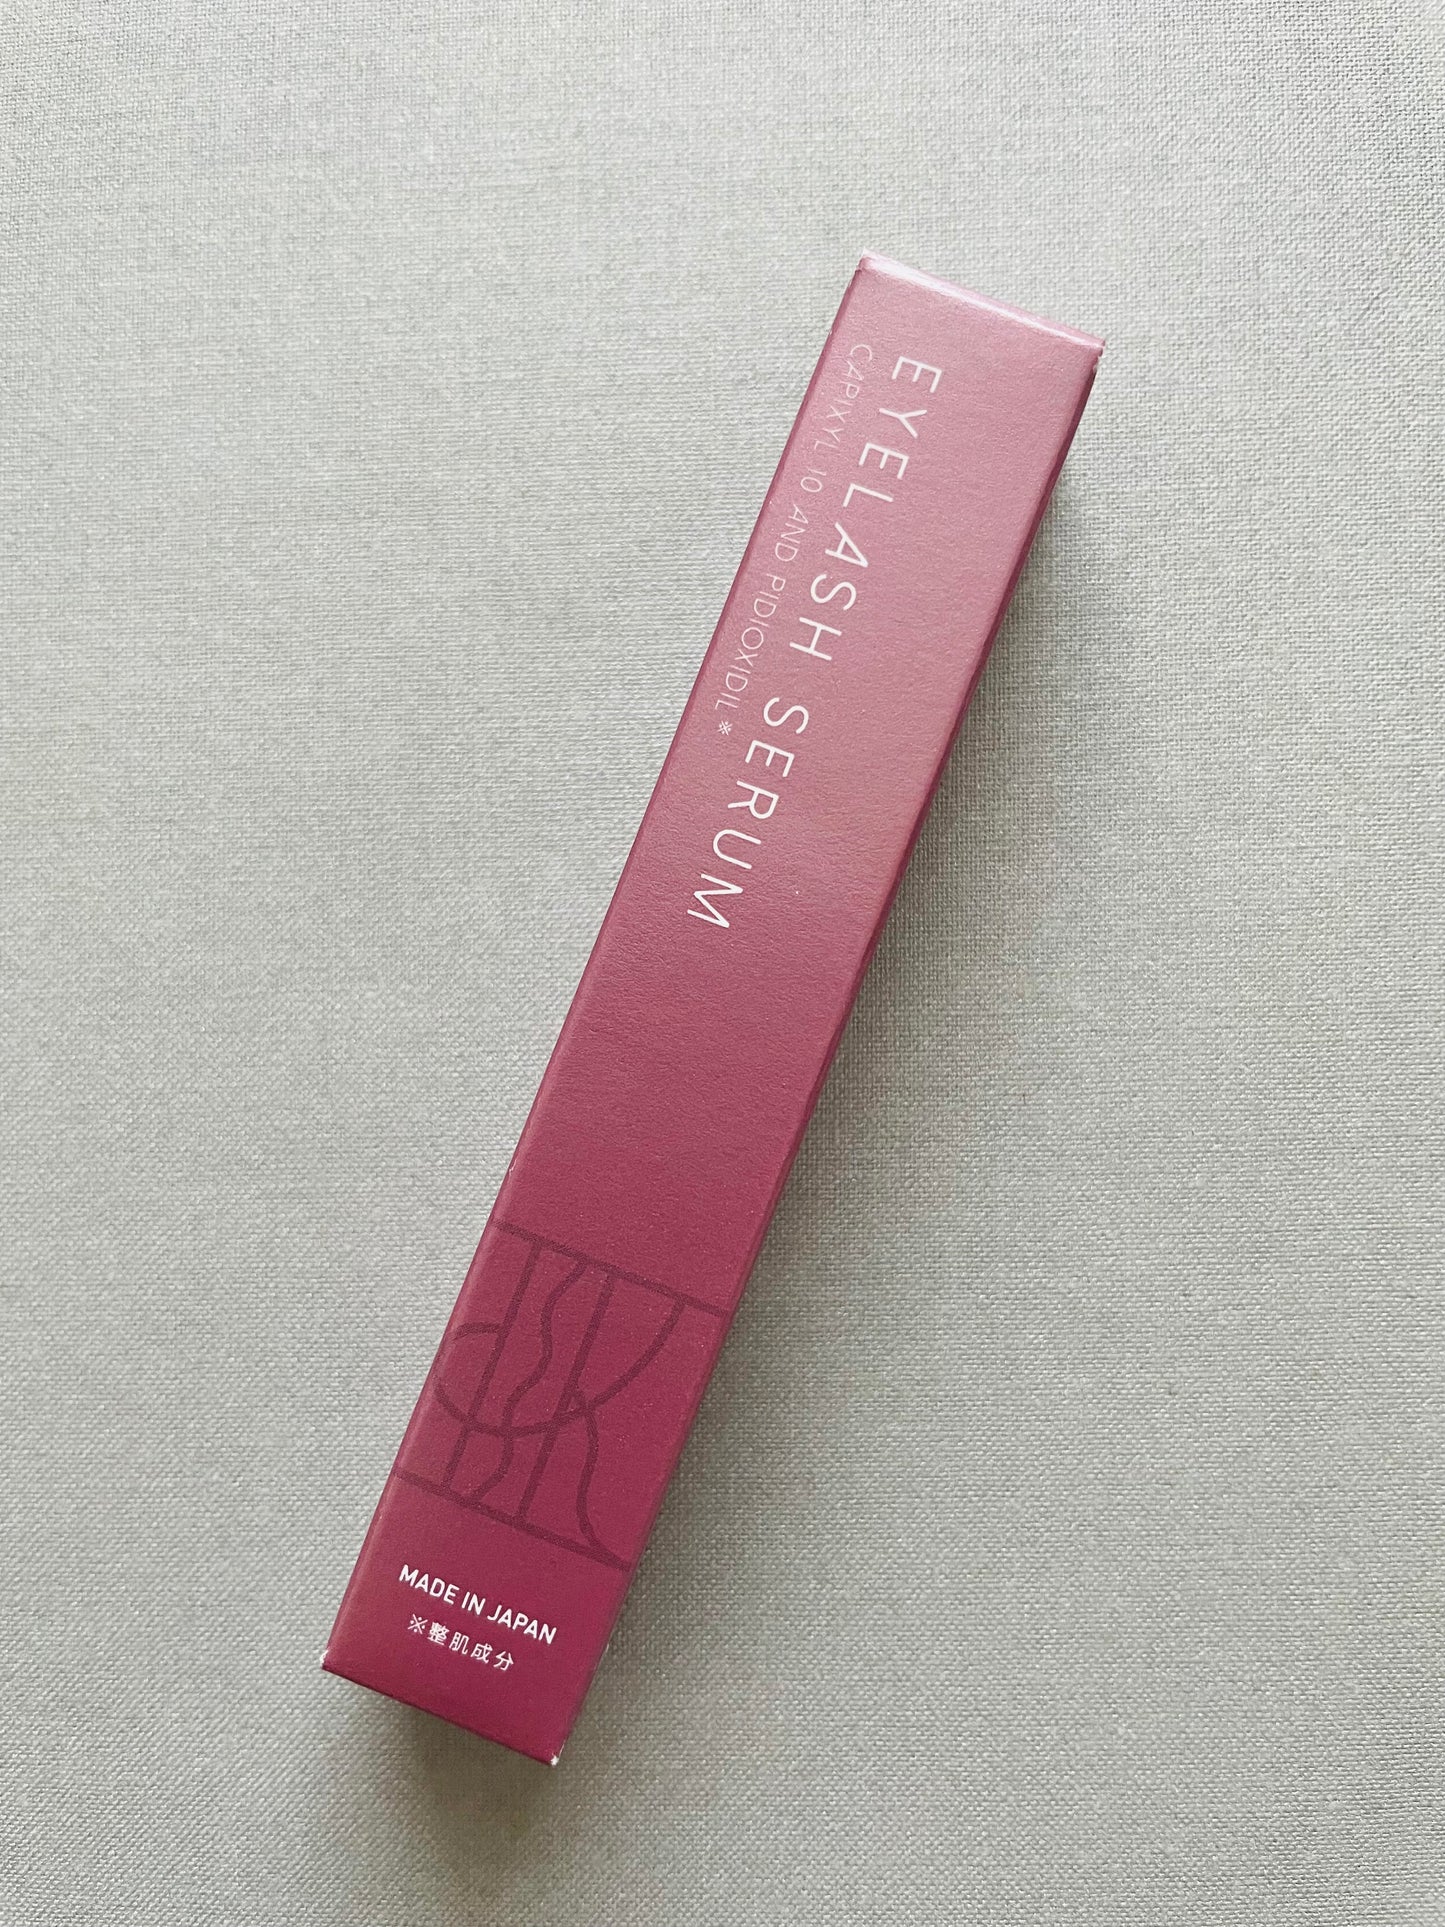 EYELASH SERUM
CAPIXYL 10 AND PIDIOXIDIL ※
MADE IN JAPAN
※整肌成分